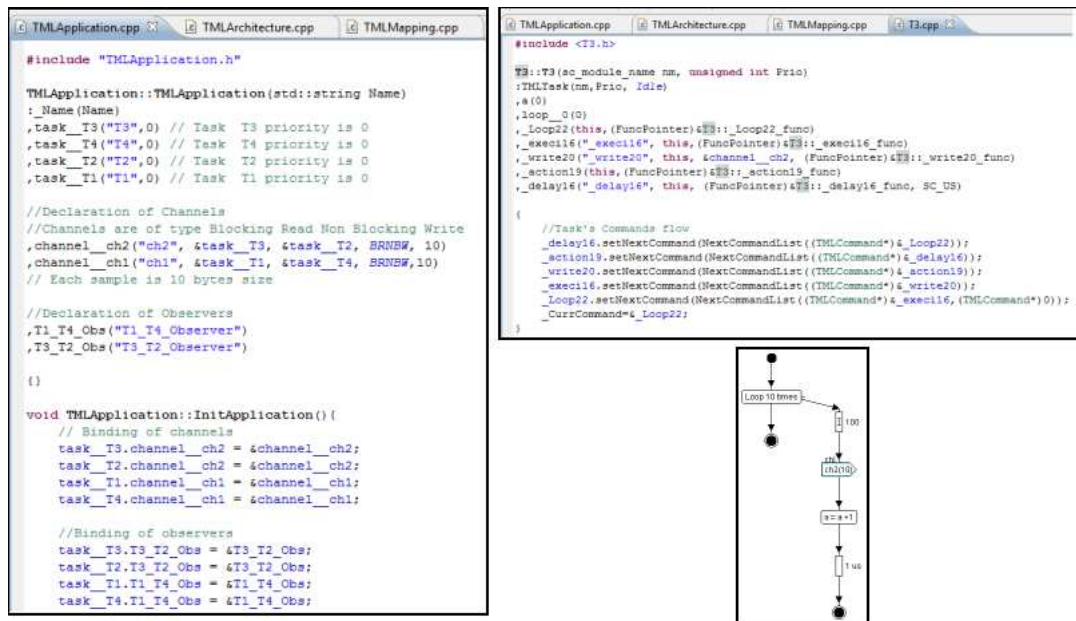 TMLApplication.cpp TMLArchitecture.cpp TMLMapping.cpp
#include "TMLApplication.h"
TMLApplication::TMLApplication(std::string Name)
:_Name(Name)
,task__T3("T3",0) // Task T3 priority is 0
,task__T4("T4",0) // Task T4 priority is 0
,task__T2("T2",0) // Task T2 priority is 0
,task__T1("T1",0) // Task T1 priority is 0
//Declaration of Channels
//Channels are of type Blocking Read Non Blocking Write
,channel__ch2("ch2", &task__T3, &task__T2, BRNBW, 10)
,channel__ch1("ch1", &task__T1, &task__T4, BRNBW,10)
// Each sample is 10 bytes size
//Declaration of Observers
,T1_T4_Obs("T1_T4_Observer")
,T3_T2_Obs("T3_T2_Observer")
{}
void TMLApplication::InitApplication(){
// Binding of channels
task__T3.channel__ch2 = &channel__ch2;
task__T2.channel__ch2 = &channel__ch2;
task__T1.channel__ch1 = &channel__ch1;
task__T4.channel__ch1 = &channel__ch1;
//Binding of observers
task__T3.T3_T2_Obs = &T3_T2_Obs;
task__T2.T3_T2_Obs = &T3_T2_Obs;
task__T1.T1_T4_Obs = &T1_T4_Obs;
task__T4.T1_T4_Obs = &T1_T4_Obs;
TMLApplication.cpp TMLArchitecture.cpp TMLMapping.cpp T3.cpp
#include <T3.h>
T3::T3(sc_module_name nm, unsigned int Prio)
:TMLTask(nm,Prio, Idle)
,a(0)
,loop__0(0)
,_Loop22(this,(FuncPointer)&T3::_Loop22_func)
,_execi16("_execi16", this,(FuncPointer)&T3::_execi16_func)
,_write20("_write20", this, &channel__ch2, (FuncPointer)&T3::_write20_func)
,_action19(this,(FuncPointer)&T3::_action19_func)
,_delay16("_delay16", this, (FuncPointer)&T3::_delay16_func, SC_US)
{
//Task's Commands flow
_delay16.setNextCommand(NextCommandList((TMLCommand*)&_Loop22));
_action19.setNextCommand(NextCommandList((TMLCommand*)&_delay16));
_write20.setNextCommand(NextCommandList((TMLCommand*)&_action19));
_execi16.setNextCommand(NextCommandList((TMLCommand*)&_write20));
_Loop22.setNextCommand(NextCommandList((TMLCommand*)&_execi16,(TMLCommand*)0));
_CurrCommand=&_Loop22;
}
Loop 10 times
I 100
chl
ch2(10)
a = a +1
1 us